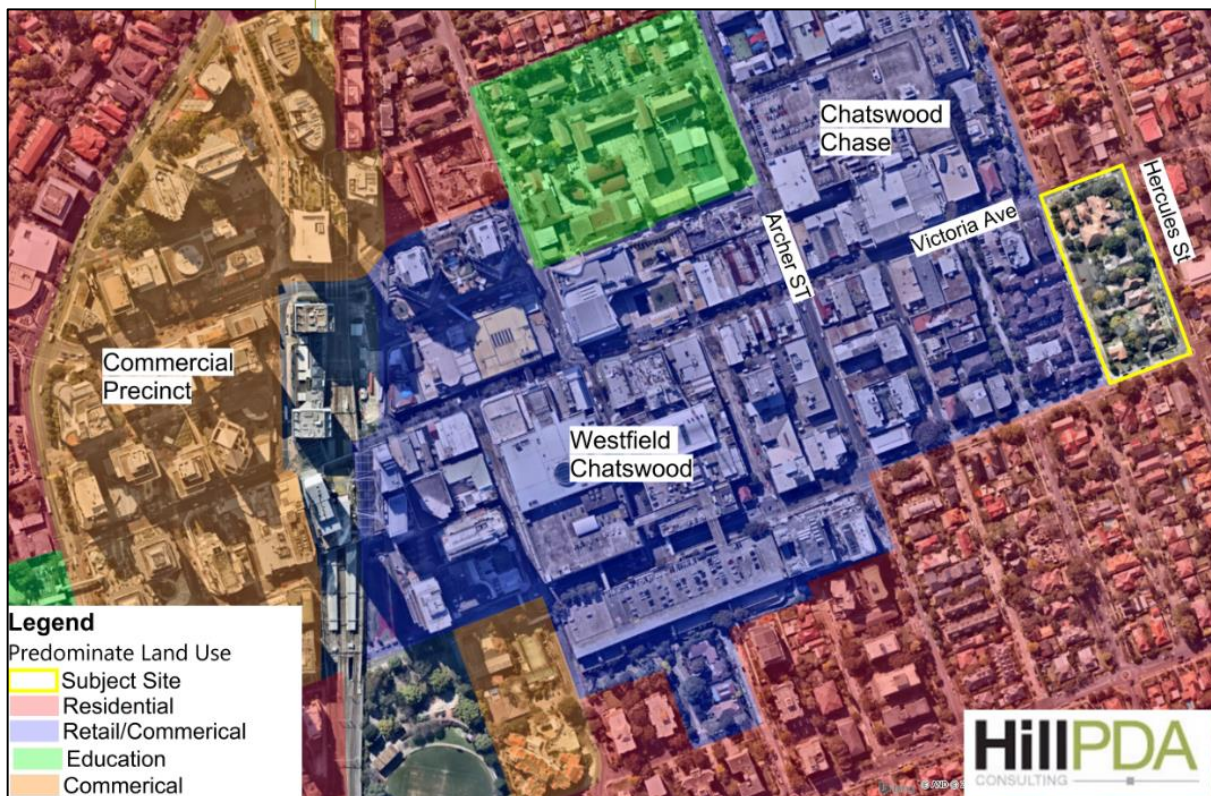 Chatswood
Chase
Hercules St
Victoria Ave
Archer ST
Commercial
Precinct
Westfield
Chatswood
Legend
Predominate Land Use
Subject Site
Residential
Retail/Commerical
Education
Commerical
HillPDA
CONSULTING